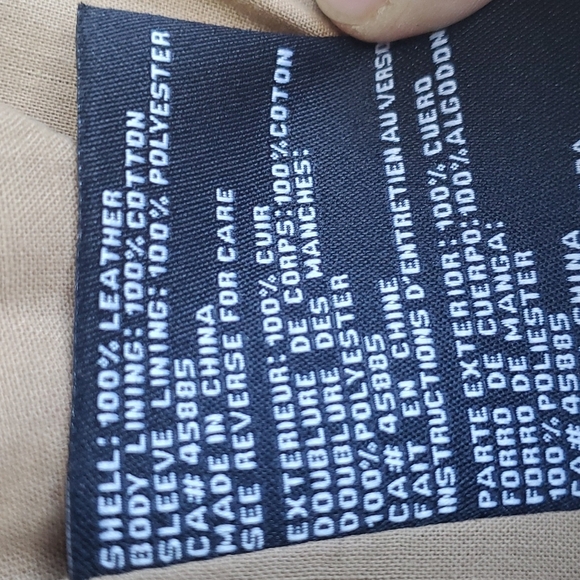 SHELL: 100% LEATHER
BODY LINING: 100% COTTON
SLEEVE LINING: 100% POLYESTER
CA# 45885
MADE IN CHINA
SEE REVERSE FOR CARE
EXTERIEUR: 100% CUIR
DOUBLURE DE CORPS:100%COTON
DOUBLURE DES MANCHES:
100%POLYESTER
CA# 45885
FAIT EN CHINE
INSTRUCTIONS D'ENTRETIEN AU VERSO
PARTE EXTERIOR: 100% CUERO
FORRO DE CUERPO:100%ALGODON
FORRO DE MANGA:
100% POLIESTER
CA# 45885